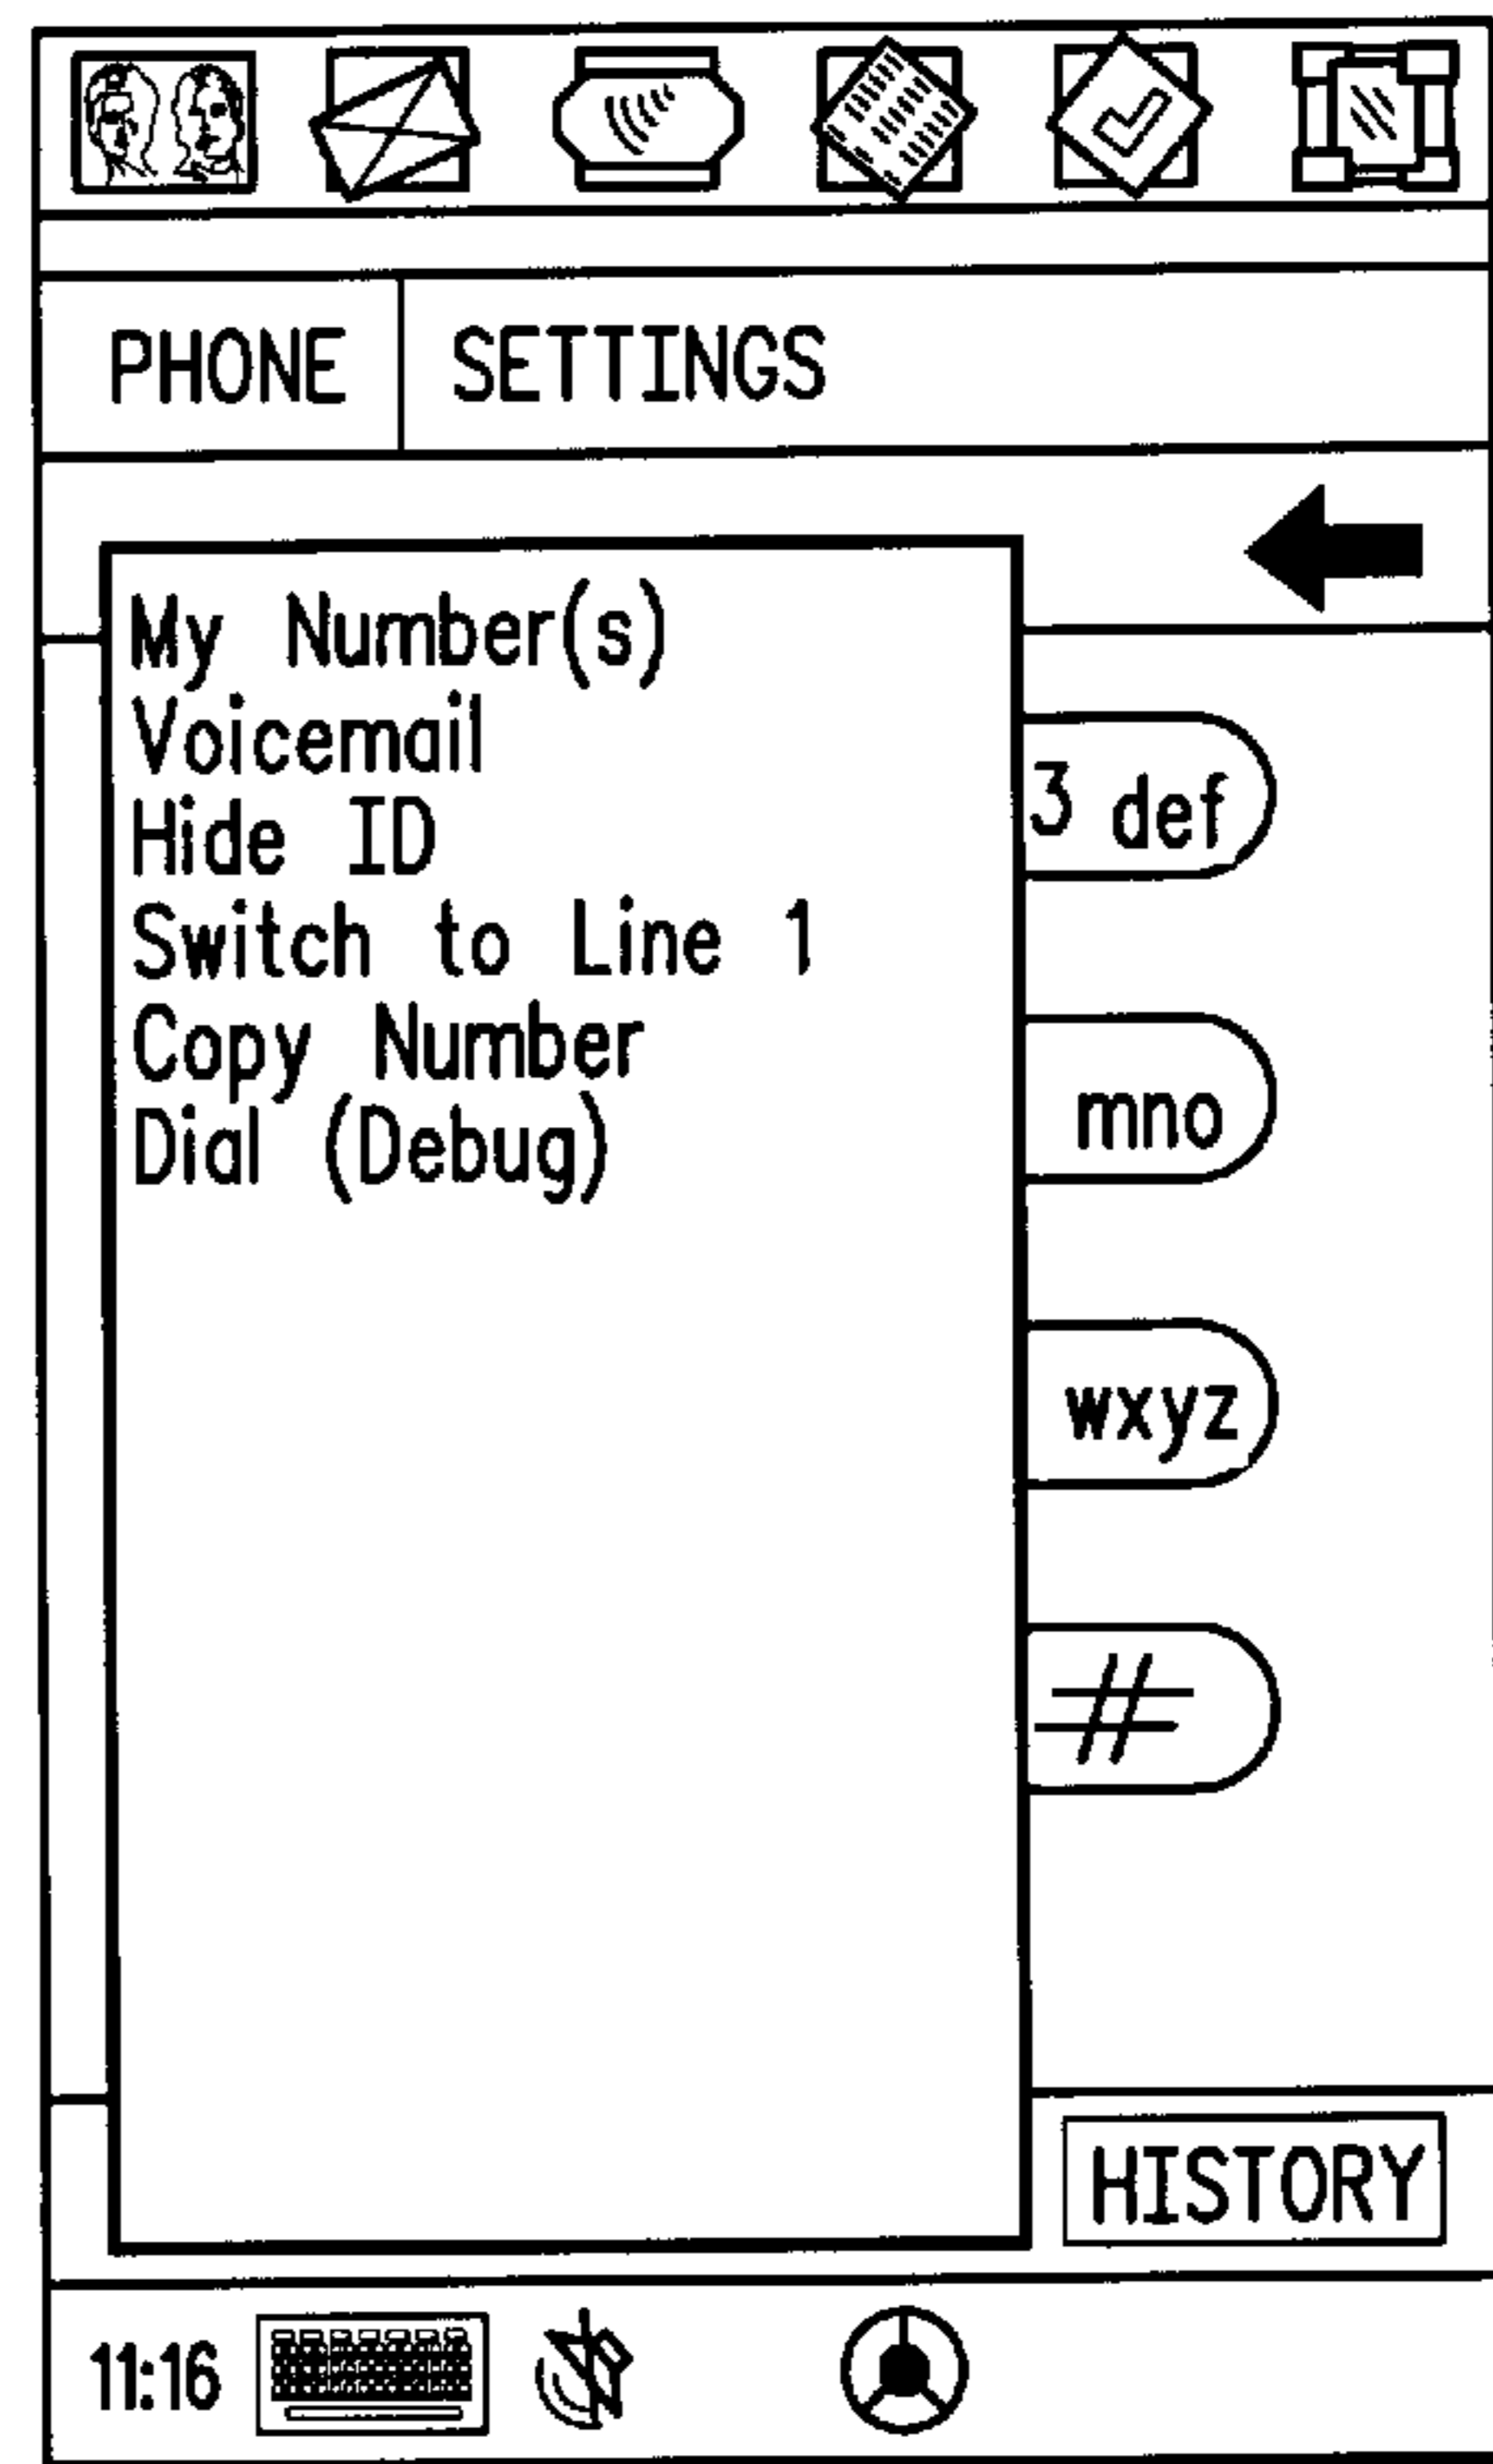 PHONE SETTINGS
My Number(s)
Voicemail
Hide ID
Switch to Line 1
Copy Number
Dial (Debug)
3 def
mno
wxyz
#
HISTORY
11:16